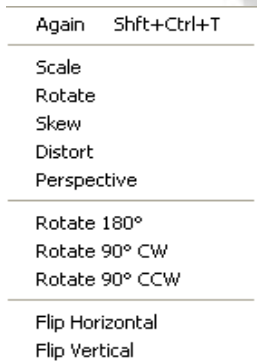 Again Shft+Ctrl+T
Scale
Rotate
Skew
Distort
Perspective
Rotate 180°
Rotate 90° CW
Rotate 90° CCW
Flip Horizontal
Flip Vertical